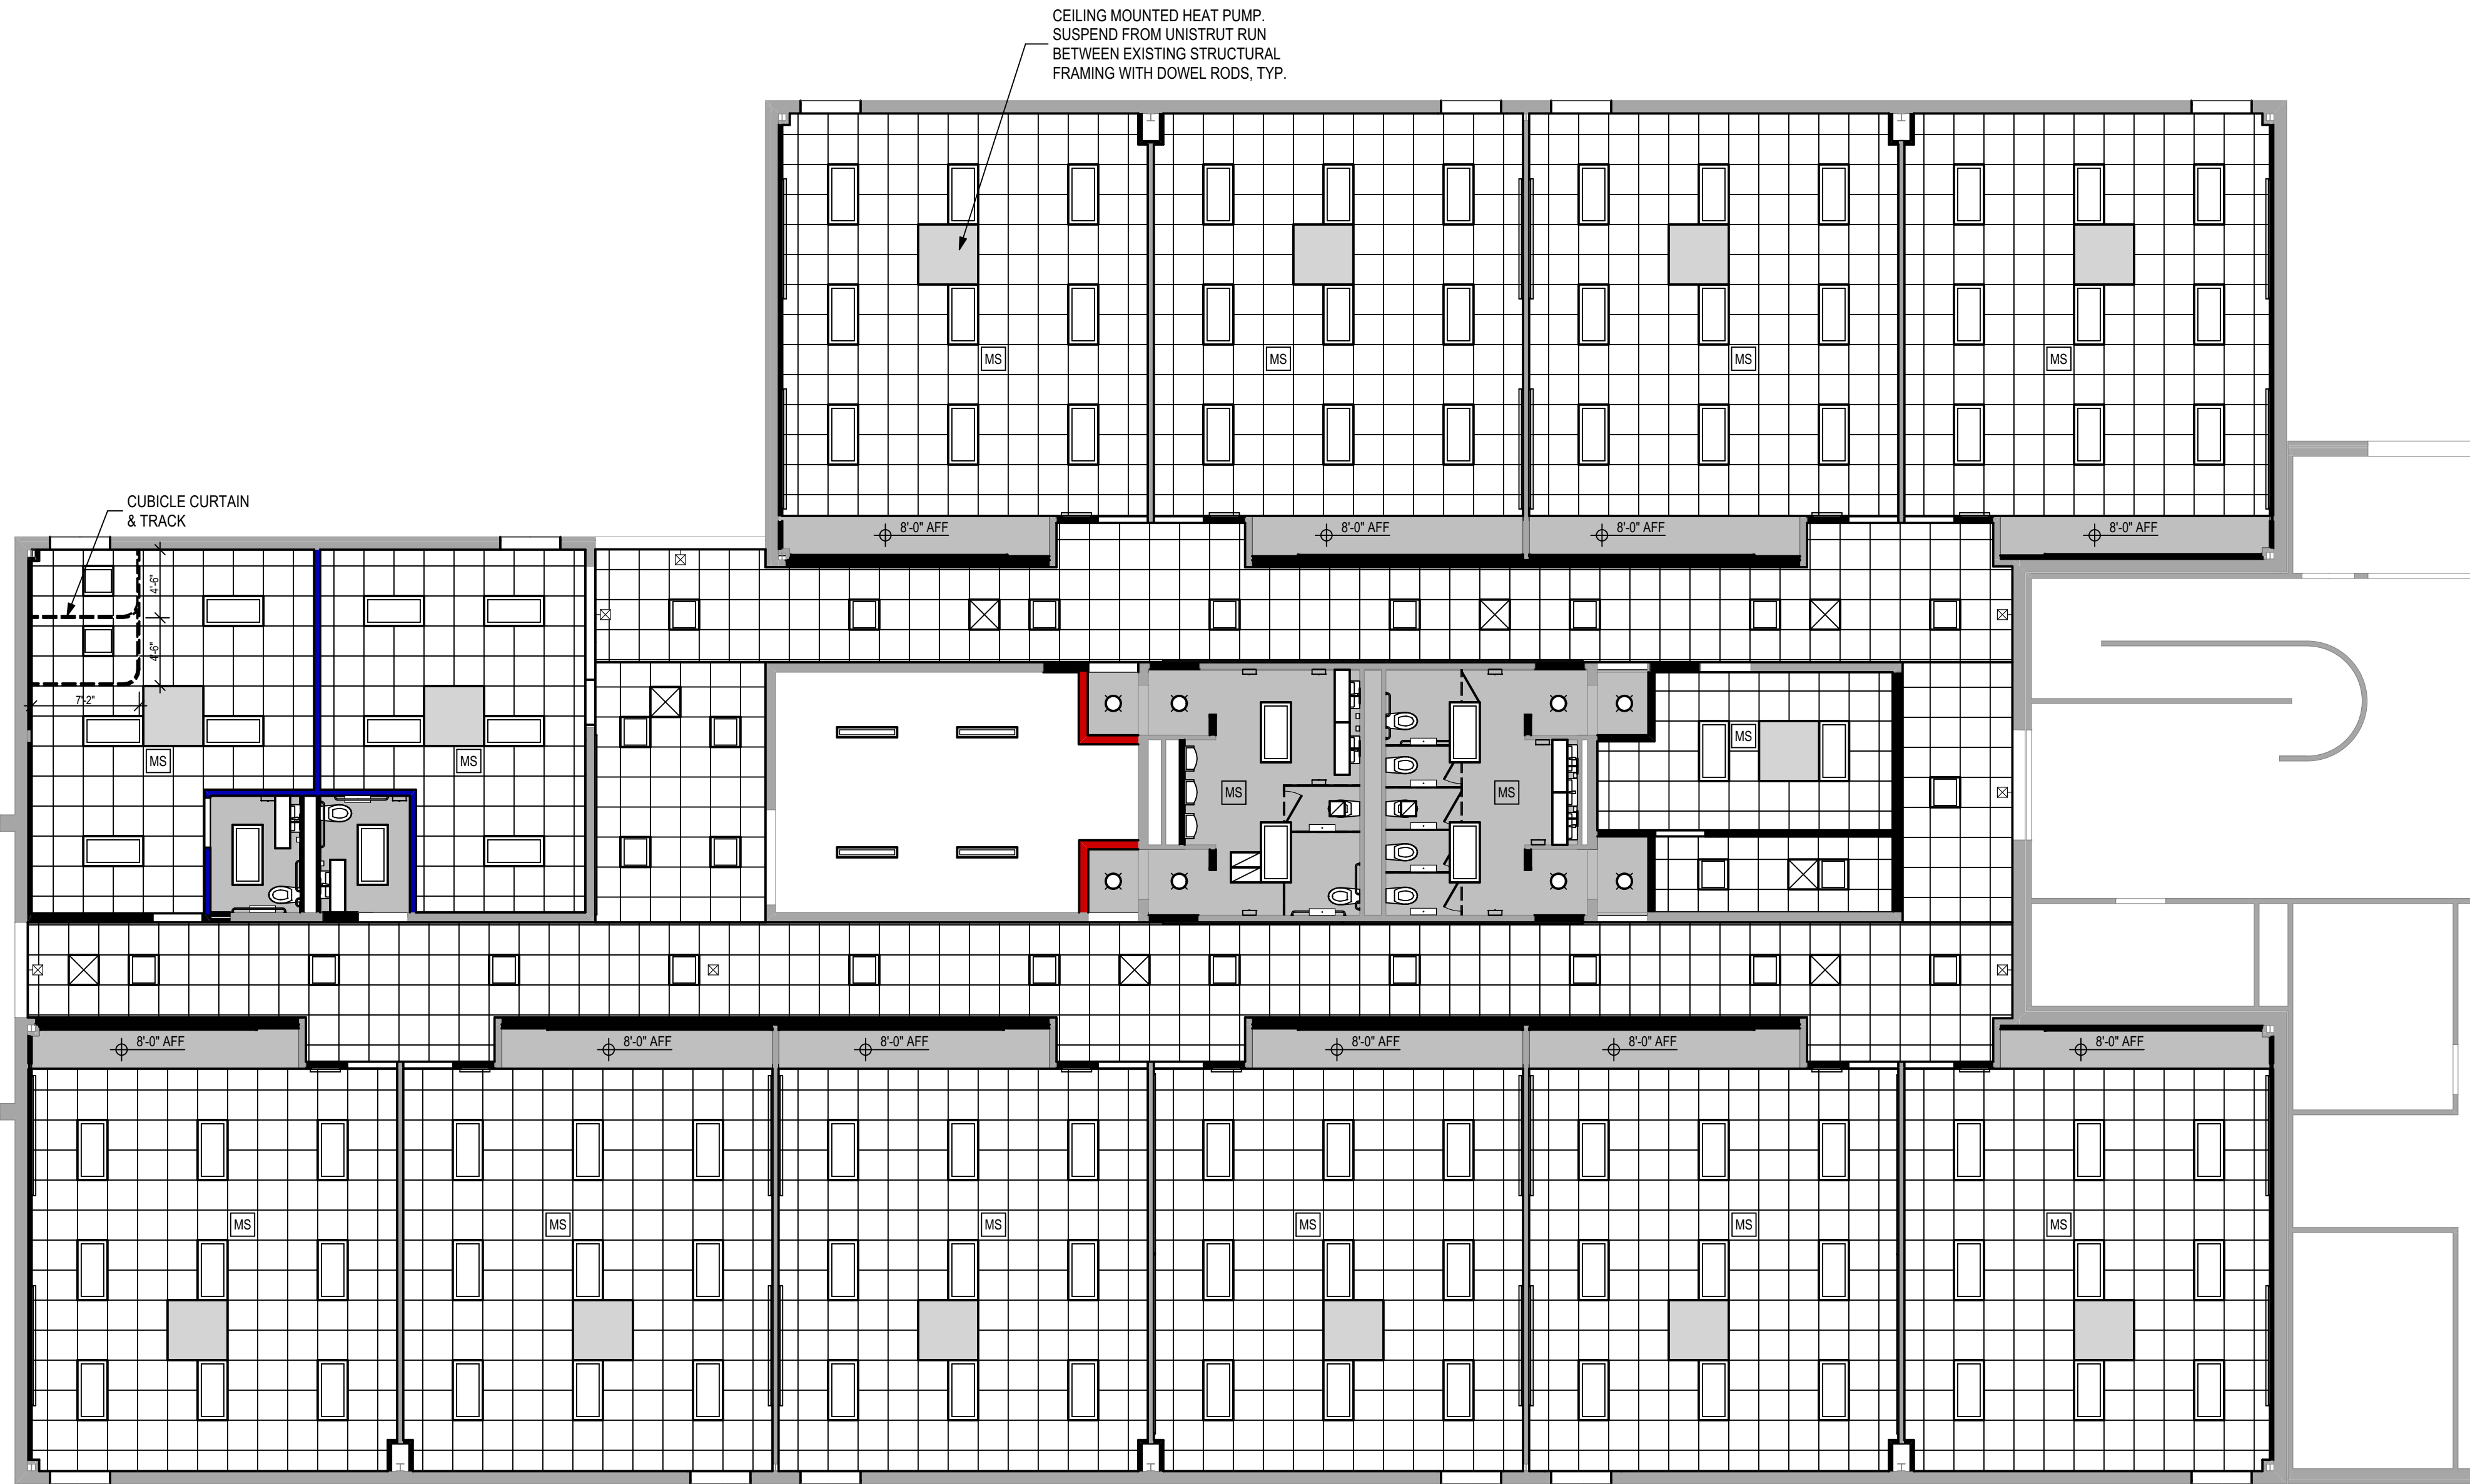 CEILING MOUNTED HEAT PUMP.
SUSPEND FROM UNISTRUT RUN
BETWEEN EXISTING STRUCTURAL
FRAMING WITH DOWEL RODS, TYP.
MS
MS
MS
MS
CUBICLE CURTAIN
& TRACK
8'-0" AFF
8'-0" AFF
8'-0" AFF
8'-0" AFF
4'-6"
4'-6"
7'-2"
MS
MS
MS
MS
MS
8'-0" AFF
8'-0" AFF
8'-0" AFF
8'-0" AFF
8'-0" AFF
8'-0" AFF
MS
MS
MS
MS
MS
MS